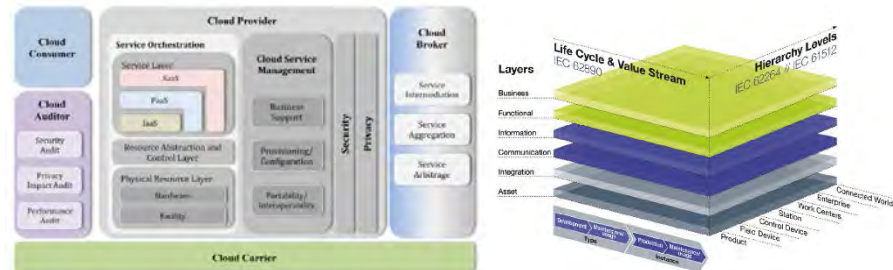 Cloud
Consumer
Cloud
Auditor
Security
Audit
Privacy
Impact Audit
Performance
Audit
Cloud Provider
Service Orchestration
Service Layer
SaaS
PaaS
IaaS
Resource Abstraction and
Control Layer
Physical Resource Layer
Hardware
Facility
Cloud Service
Management
Business
Support
Provisioning/
Configuration
Portability/
Interoperability
Security
Privacy
Cloud
Broker
Service
Intermediation
Service
Aggregation
Service
Arbitrage
Cloud Carrier
Life Cycle & Value Stream
IEC 62890
Hierarchy Levels
IEC 62264 // IEC 61512
Layers
Business
Functional
Information
Communication
Integration
Asset
Development
Maintenance
usage
Type
Production
Maintenance
usage
Instance
Connected World
Enterprise
Work Centers
Station
Control Device
Field Device
Product